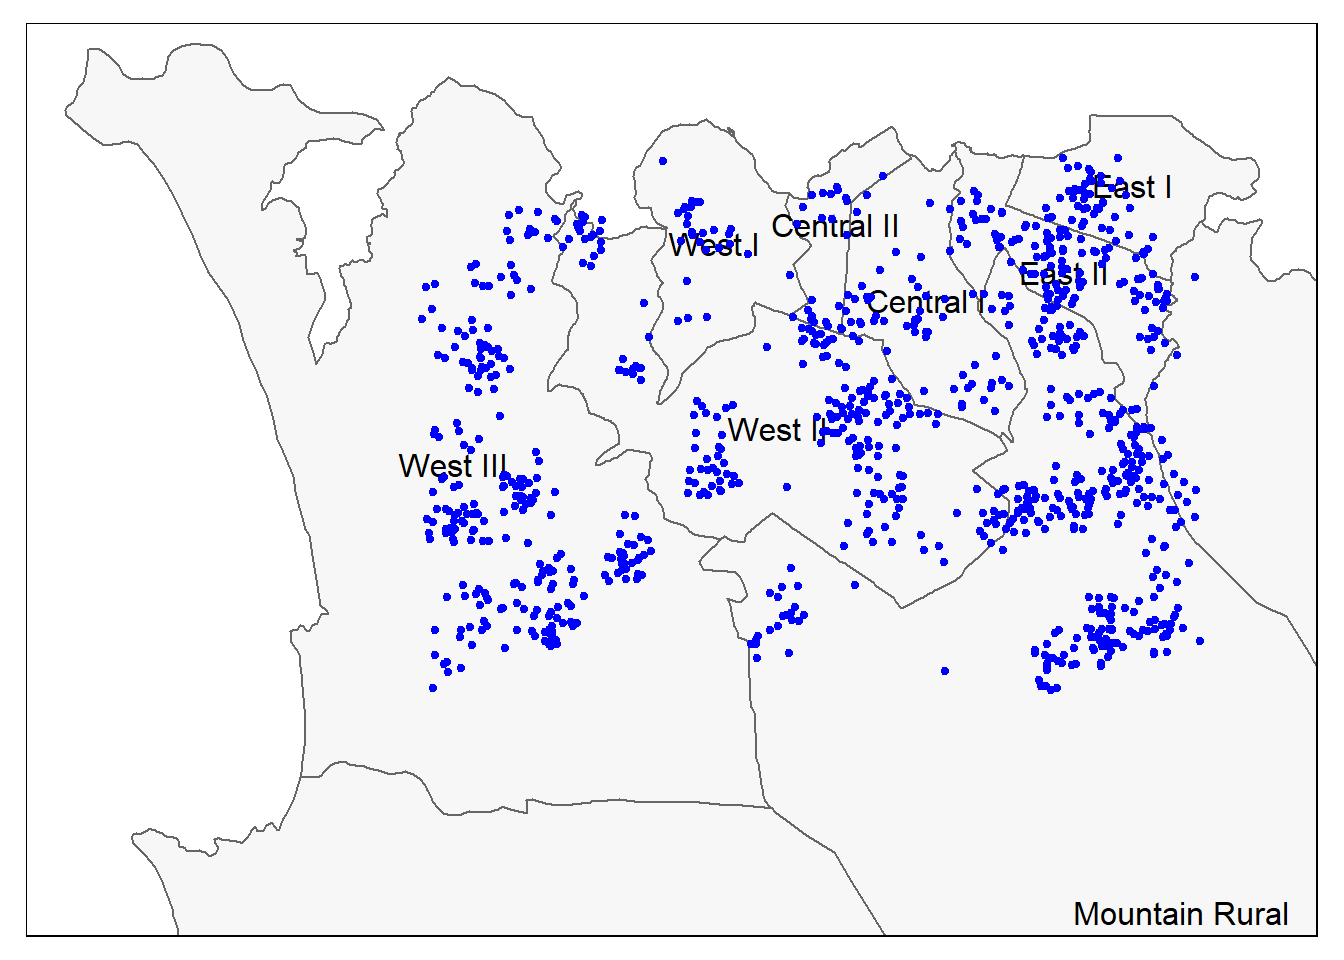 East I
Central II
West I
East II
Central I
West II
West III
Mountain Rural